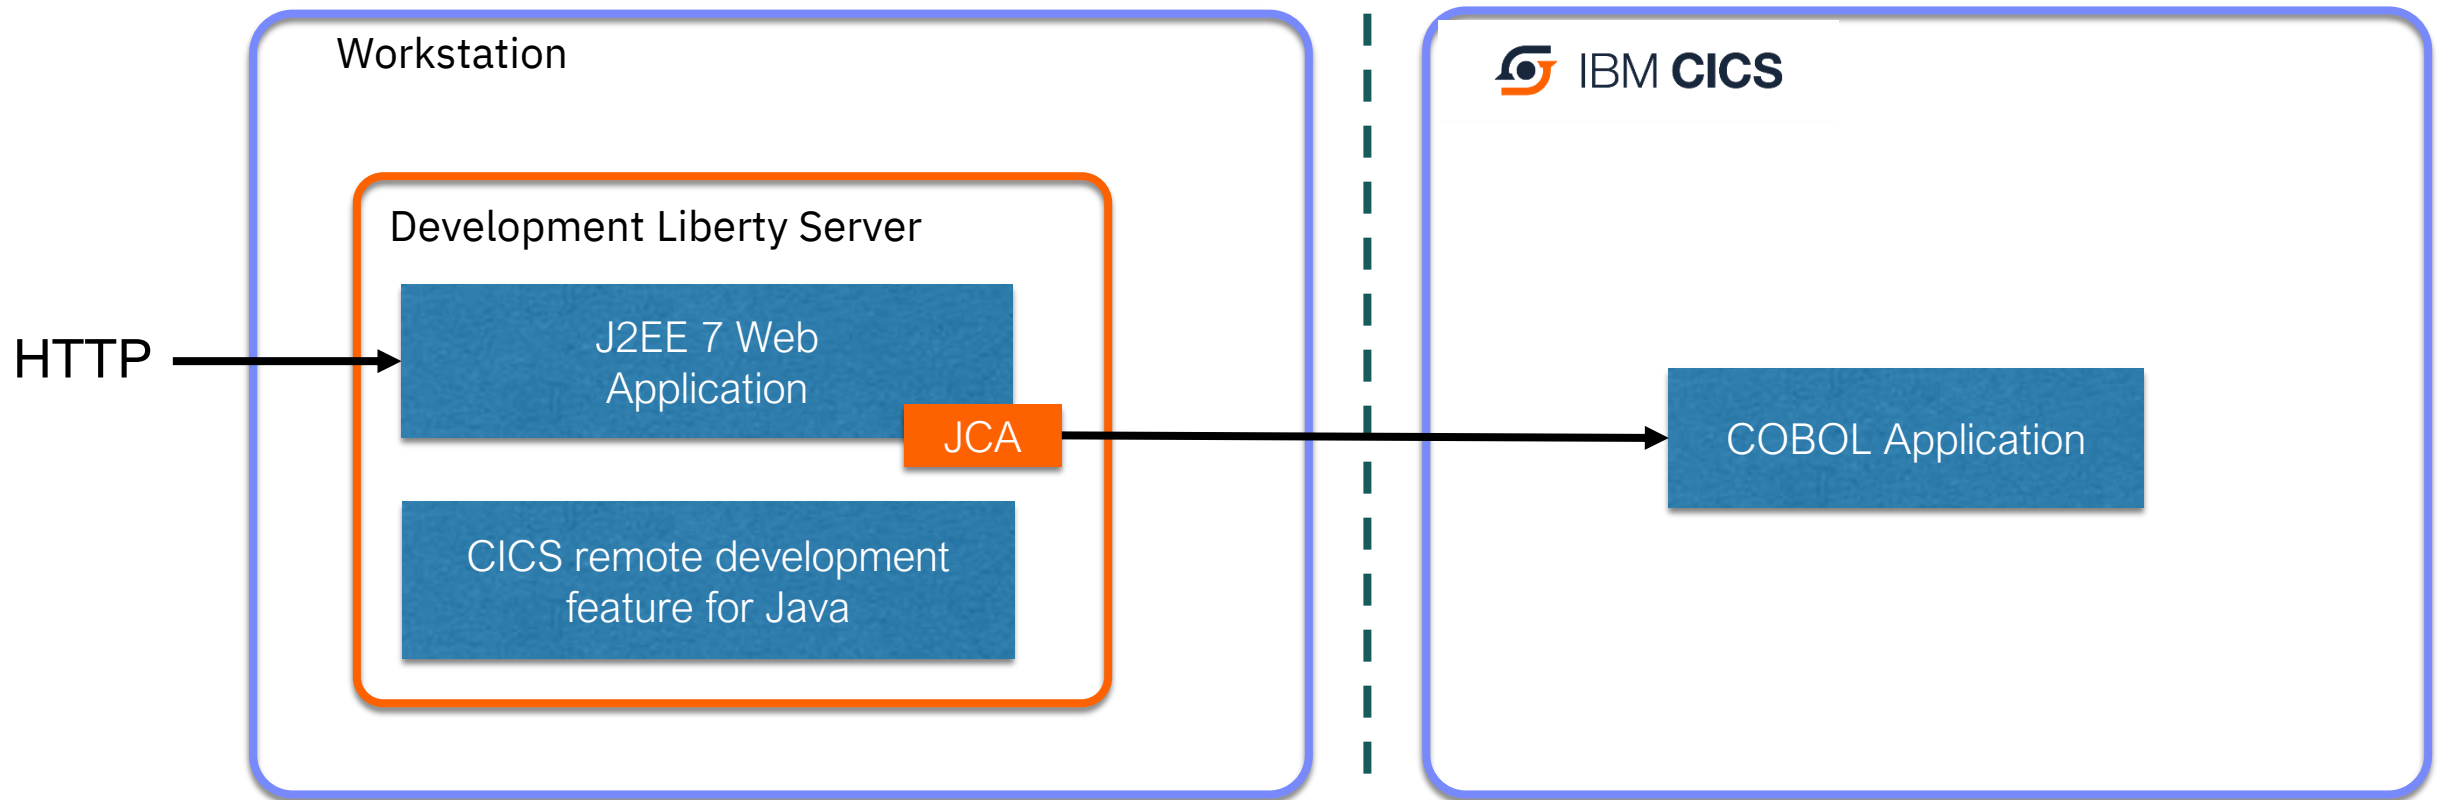 Workstation
IBM CICS
Development Liberty Server
HTTP
J2EE 7 Web
Application
JCA
COBOL Application
CICS remote development
feature for Java